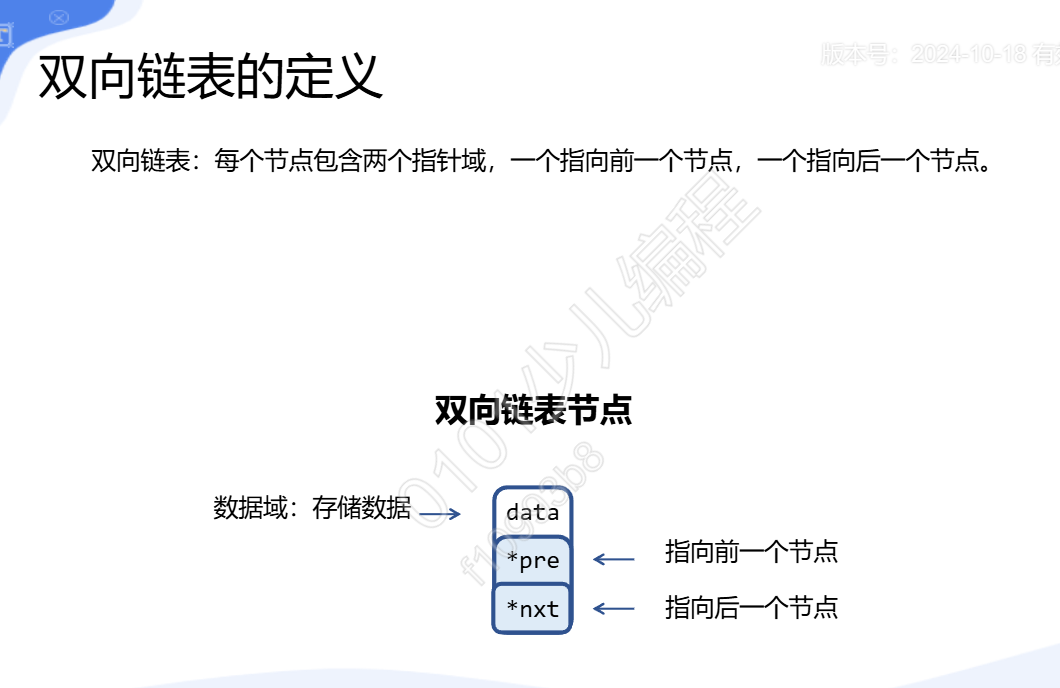 版本号：2024-10-18 有
双向链表的定义
双向链表：每个节点包含两个指针域，一个指向前一个节点，一个指向后一个节点。
0101少儿编程
双向链表节点
数据域：存储数据
data
*pre
指向前一个节点
*nxt
指向后一个节点